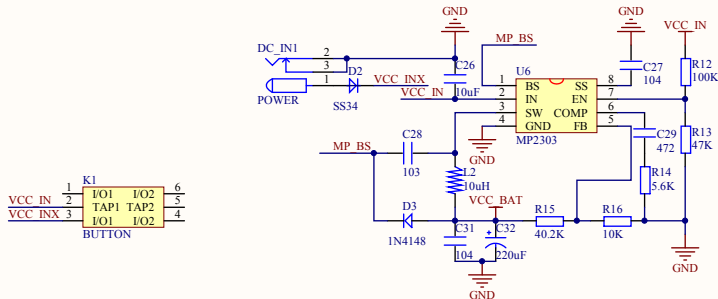 GND
GND
VCC_IN
DC_IN1
2
3
1
POWER
D2
SS34
VCC_INX
VCC_IN
C26
10uF
MP_BS
U6
1 BS SS 8
2 IN EN 7
3 SW COMP 6
4 GND FB 5
MP2303
C27
104
R12
100K
GND
C29
472
R13
47K
MP_BS
C28
103
L2
10uH
R14
5.6K
VCC_BAT
K1
VCC_IN
VCC_INX
1 I/O1 I/O2 6
2 TAP1 TAP2 5
3 I/O1 I/O2 4
BUTTON
D3
1N4148
C31
104
+
C32
220uF
R15
40.2K
R16
10K
GND
GND